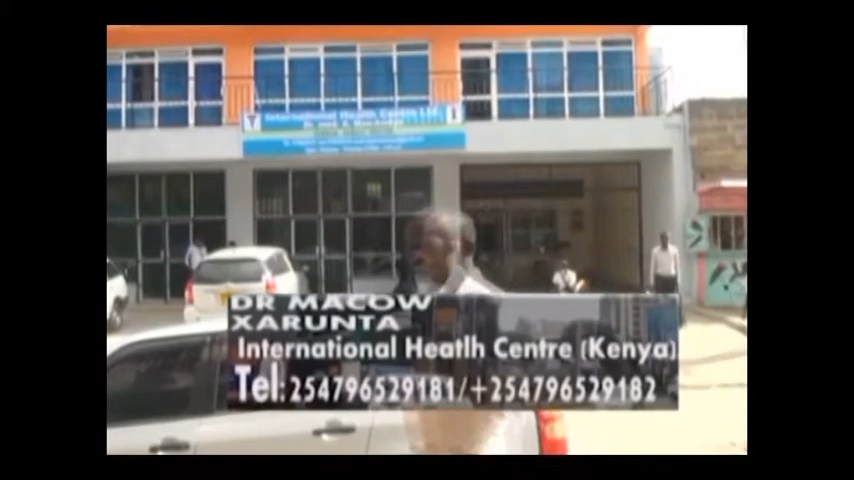 International Health Centre Ltd.
DR MACOW
XARUNTA
International Heatlh Centre (Kenya)
Tel:254796529181/+254796529182